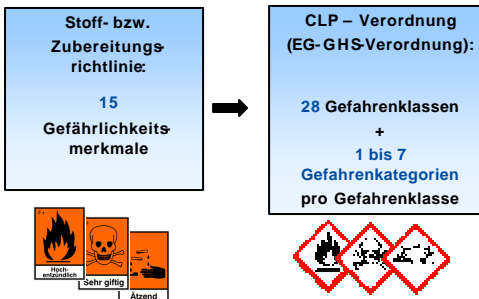 Stoff- bzw.
Zubereitungs-
richtlinie:
15
Gefährlichkeits-
merkmale
CLP – Verordnung
(EG-GHS-Verordnung):
28 Gefahrenklassen
+
1 bis 7
Gefahrenkategorien
pro Gefahrenklasse
F+
Hoch-
entzündlich
Sehr giftig
Ätzend